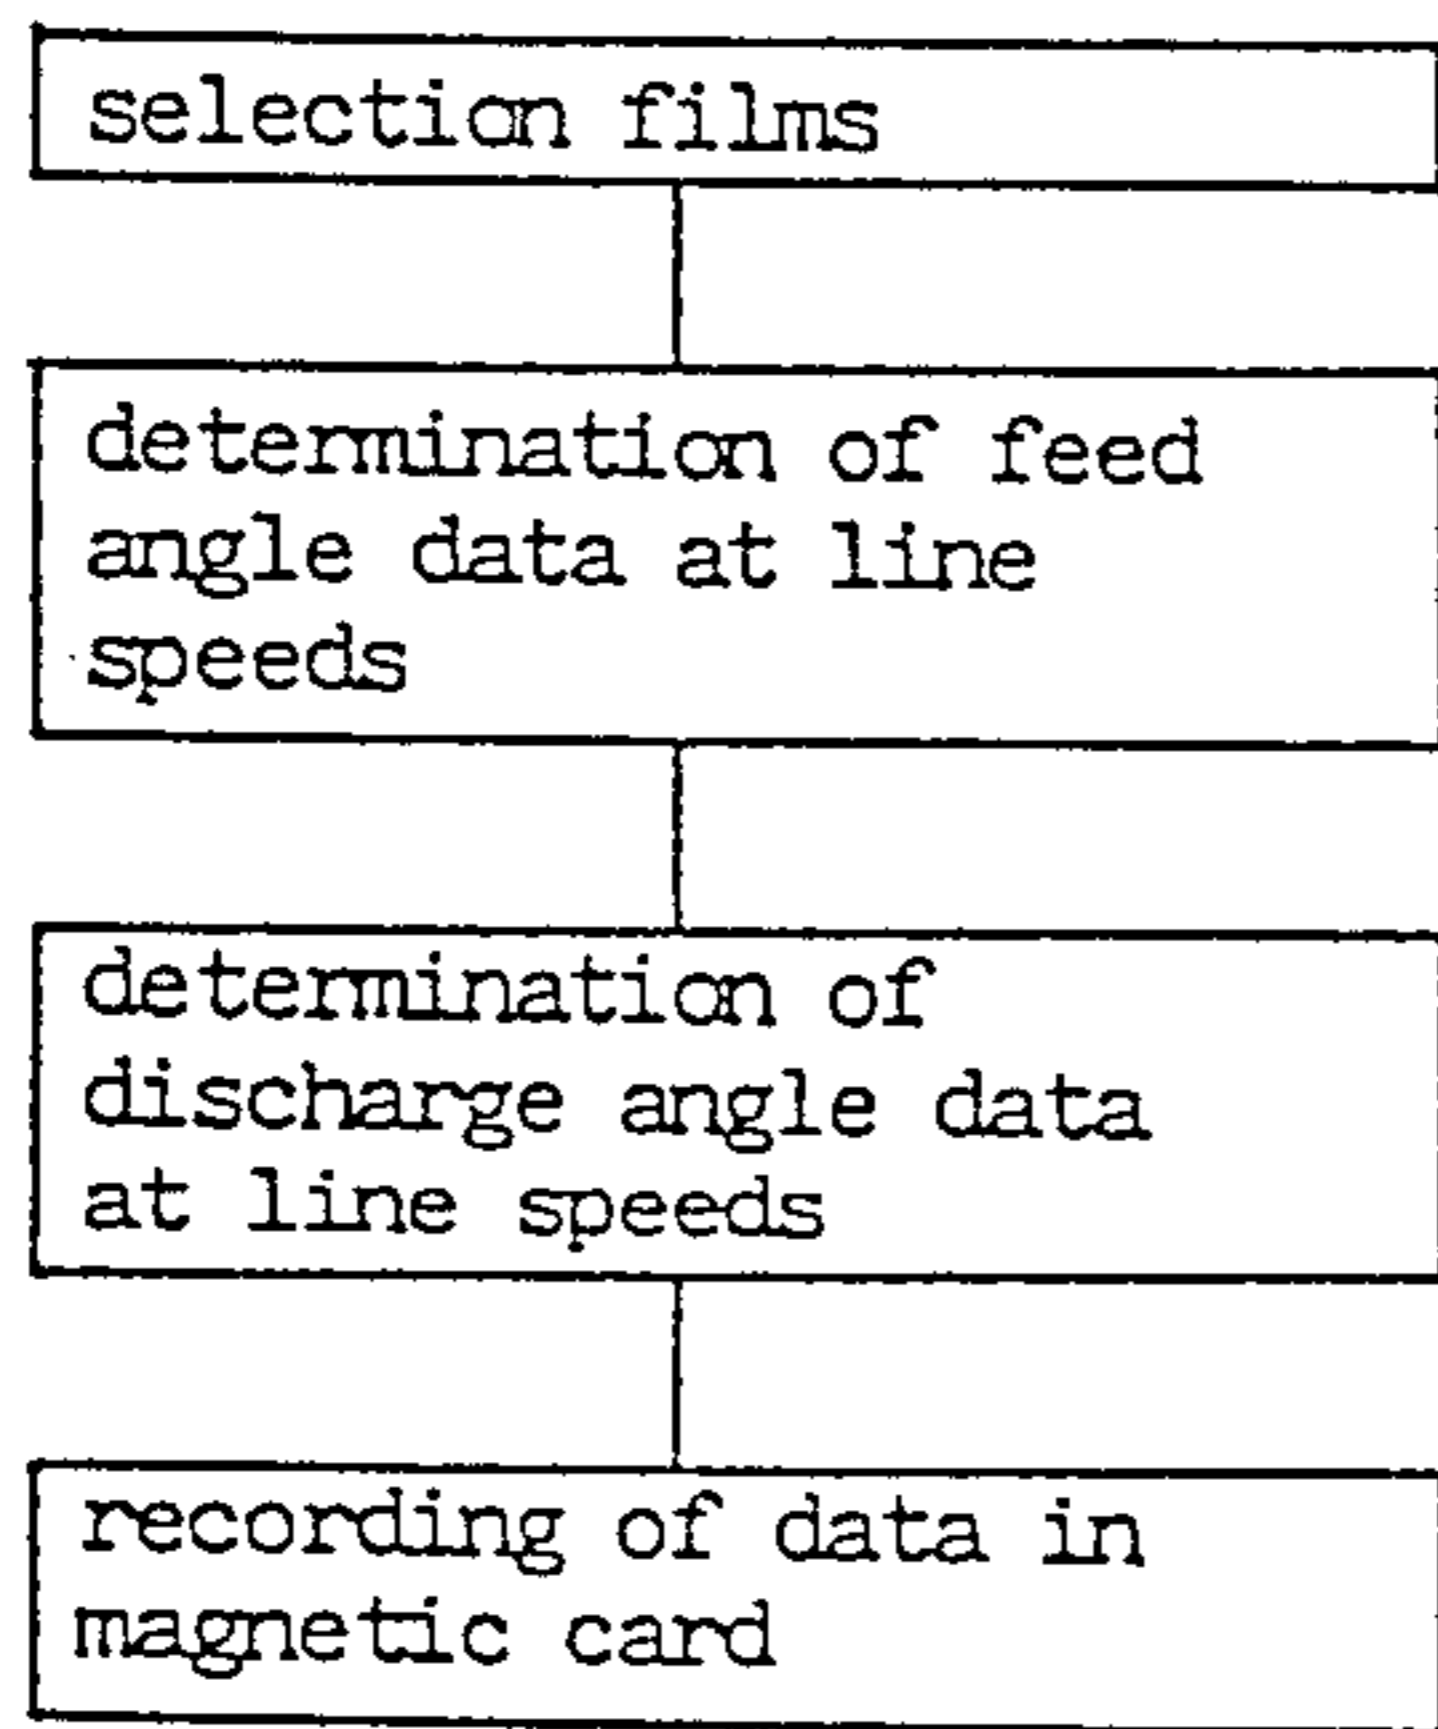 selection films
determination of feed
angle data at line
speeds
determination of
discharge angle data
at line speeds
recording of data in
magnetic card